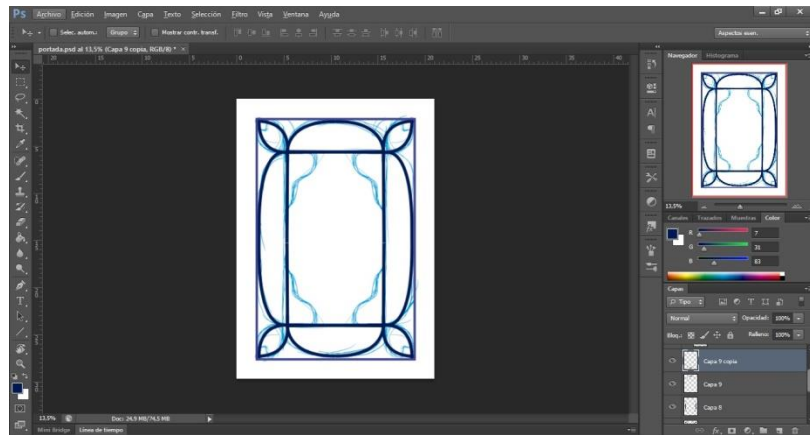 Ps Archivo Edición Imagen Capa Texto Selección Filtro Vista Ventana Ayuda
Selec. autom.: Grupo Mostrar contr. transf. Aspectos esen.
portada.psd al 13,5% (Capa 9 copia, RGB/8) *
Navegador Histograma
13,5%
Canales Trazados Muestras Color
R 7
G 31
B 83
Capas
Tipo
Normal Opacidad: 100%
Bloq.: Relleno: 100%
Capa 9 copia
Capa 9
Capa 8
13,5% Doc: 24,9 MB/74,5 MB
Mini Bridge Línea de tiempo